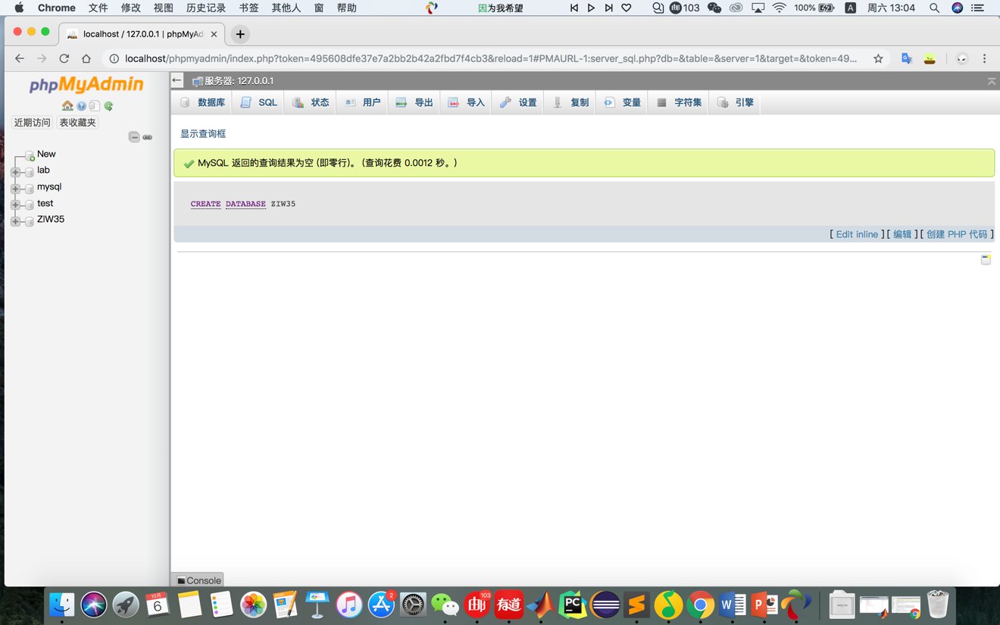 Chrome 文件 修改 视图 历史记录 书签 其他人 窗 帮助 因为我希望 103 100% A 周六 13:04
localhost / 127.0.0.1 | phpMyAd
localhost/phpmyadmin/index.php?token=495608dfe37e7a2bb2b42a2fbd7f4cb3&reload=1#PMAURL-1:server_sql.php?db=&table=&server=1&target=&token=49...
phpMyAdmin
近期访问 表收藏夹
New
lab
mysql
test
ZIW35
服务器: 127.0.0.1
数据库 SQL 状态 用户 导出 导入 设置 复制 变量 字符集 引擎
显示查询框
MySQL 返回的查询结果为空 (即零行)。 (查询花费 0.0012 秒。)
CREATE DATABASE ZIW35
[ Edit inline ] [ 编辑 ] [ 创建 PHP 代码 ]
Console
10月
6
2
103
有道
PC
W
P